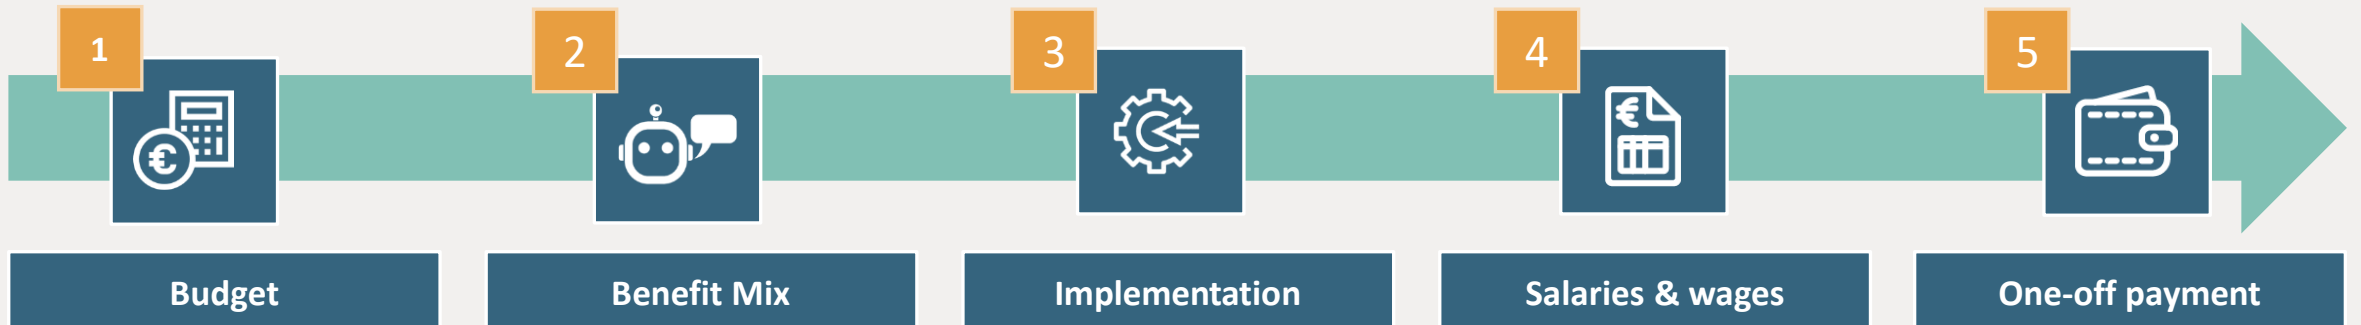 1
2
3
4
5
€
€
Budget
Benefit Mix
Implementation
Salaries & wages
One-off payment